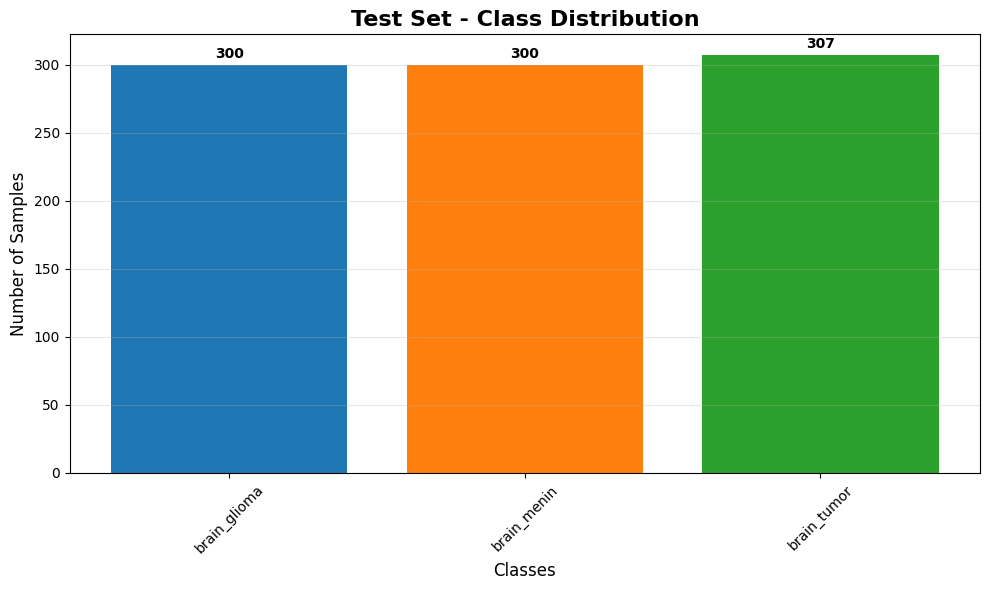 Test Set - Class Distribution
300
300
307
Number of Samples
300
250
200
150
100
50
0
brain_glioma
brain_menin
brain_tumor
Classes